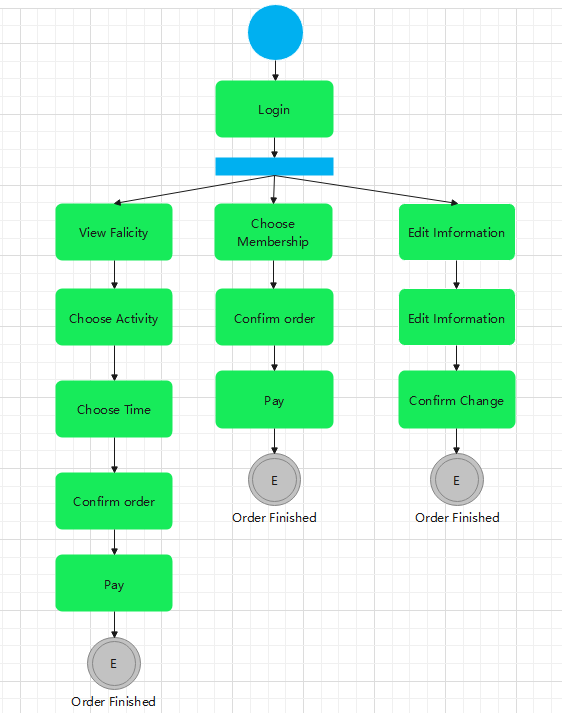 Login
View Falicity
Choose
Membership
Edit Imformation
Choose Activity
Confirm order
Edit Imformation
Choose Time
Pay
Confirm Change
E
Order Finished
E
Order Finished
Confirm order
Pay
E
Order Finished